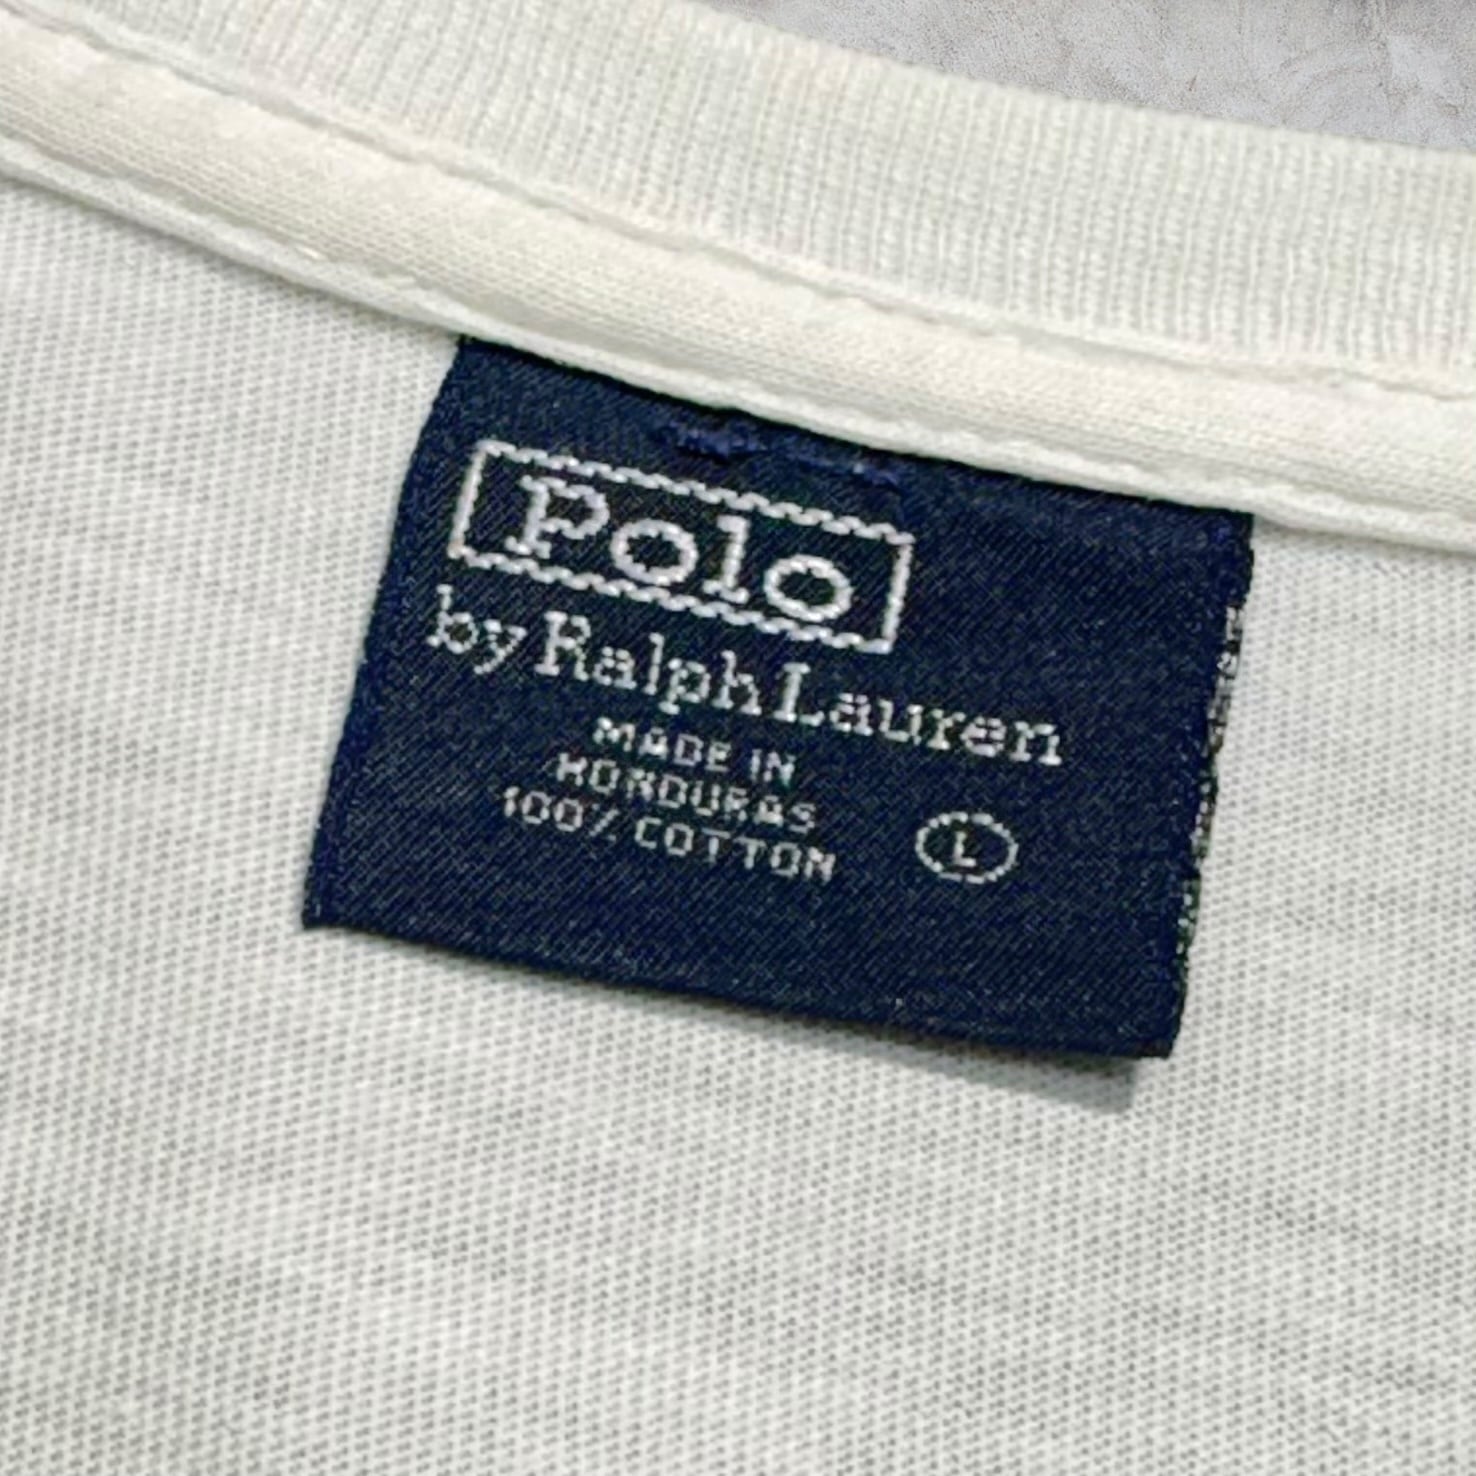 Polo
by Ralph Lauren
MADE IN
HONDURAS
100% COTTON
L